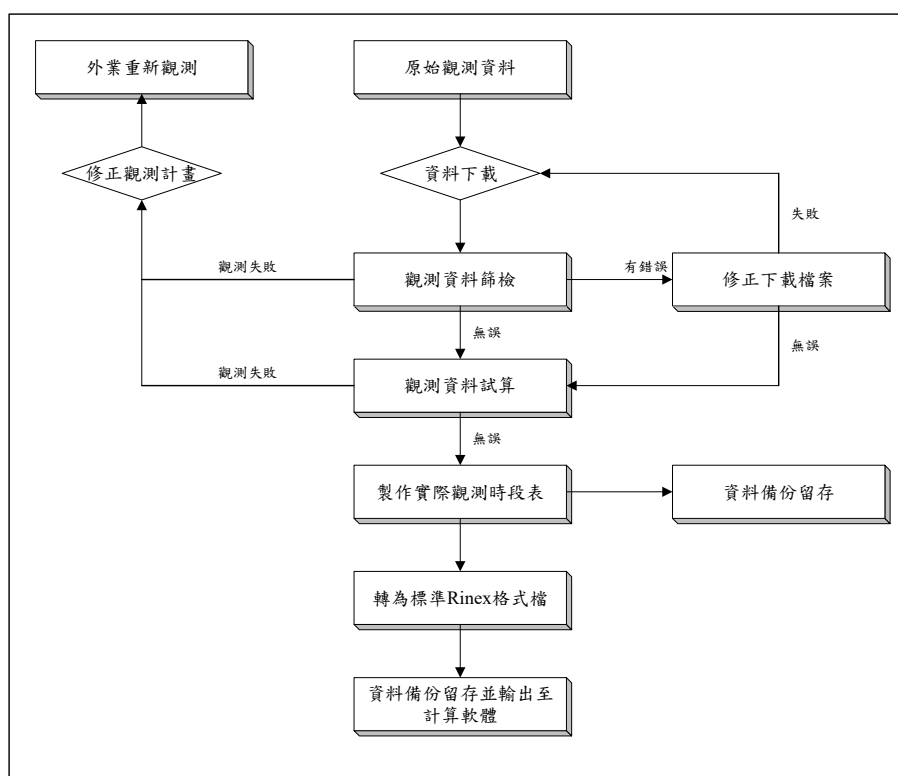 外業重新觀測
原始觀測資料
修正觀測計畫
資料下載
失敗
觀測失敗
觀測資料篩檢
有錯誤
修正下載檔案
無誤
無誤
觀測失敗
觀測資料試算
無誤
製作實際觀測時段表
資料備份留存
轉為標準Rinex格式檔
資料備份留存並輸出至
計算軟體